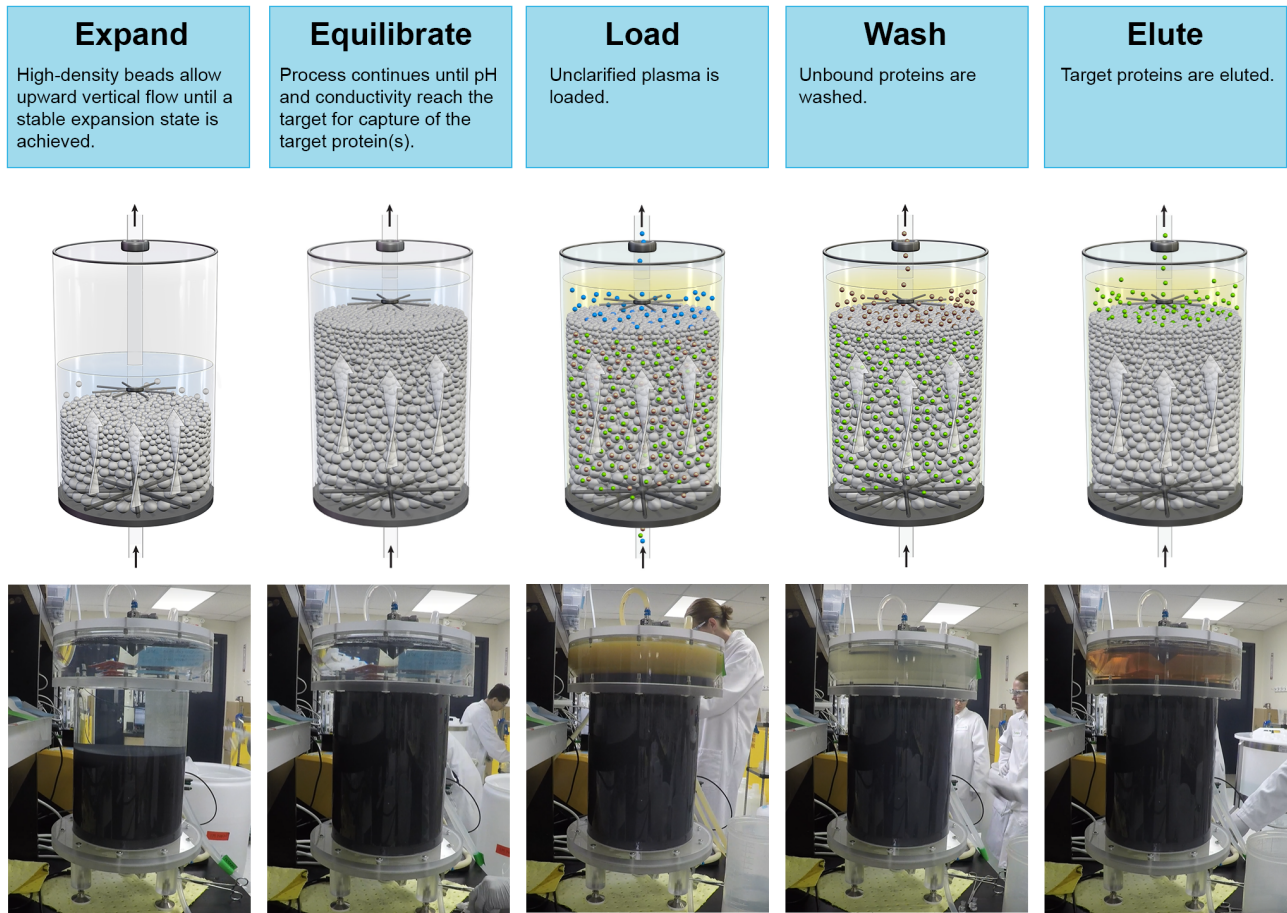 Expand
High-density beads allow
upward vertical flow until a
stable expansion state is
achieved.
Equilibrate
Process continues until pH
and conductivity reach the
target for capture of the
target protein(s).
Load
Unclarified plasma is
loaded.
Wash
Unbound proteins are
washed.
Elute
Target proteins are eluted.